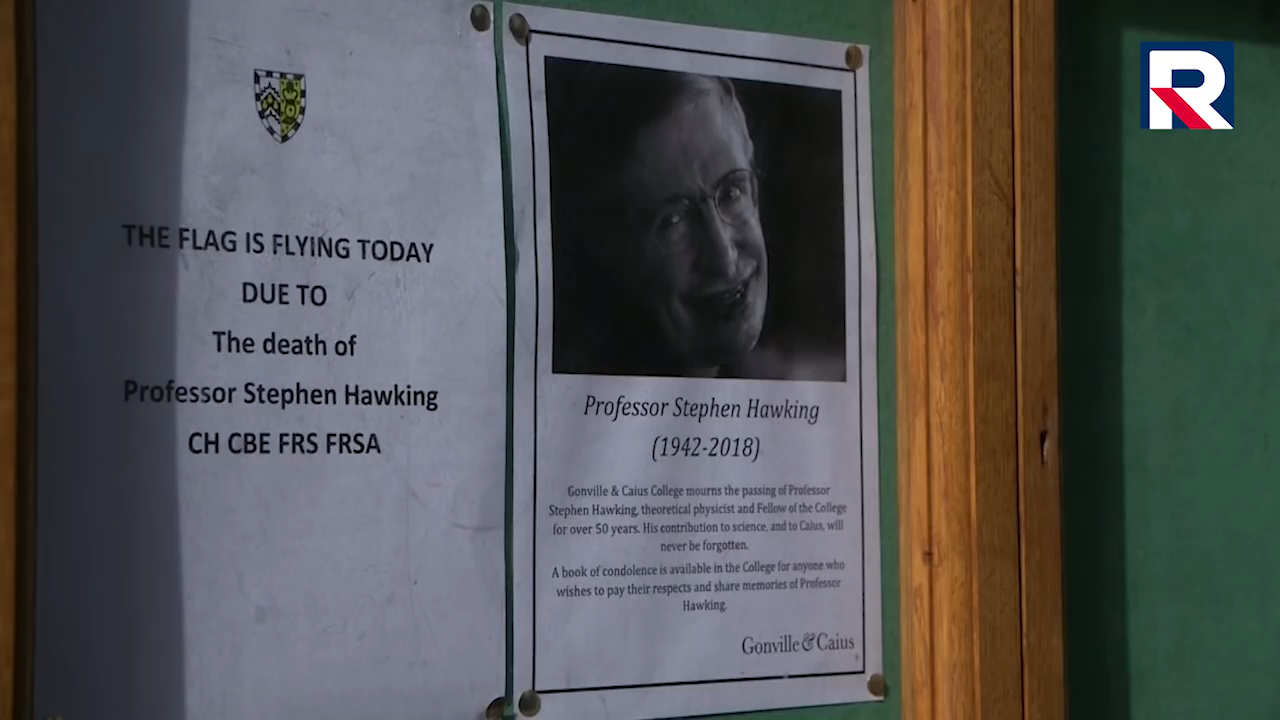 THE FLAG IS FLYING TODAY
DUE TO
The death of
Professor Stephen Hawking
CH CBE FRS FRSA
Professor Stephen Hawking
(1942-2018)
Gonville & Caius College mourns the passing of Professor
Stephen Hawking, theoretical physicist and Fellow of the College
for over 50 years. His contribution to science, and to Caius, will
never be forgotten.
A book of condolence is available in the College for anyone who
wishes to pay their respects and share memories of Professor
Hawking.
Gonville & Caius
R